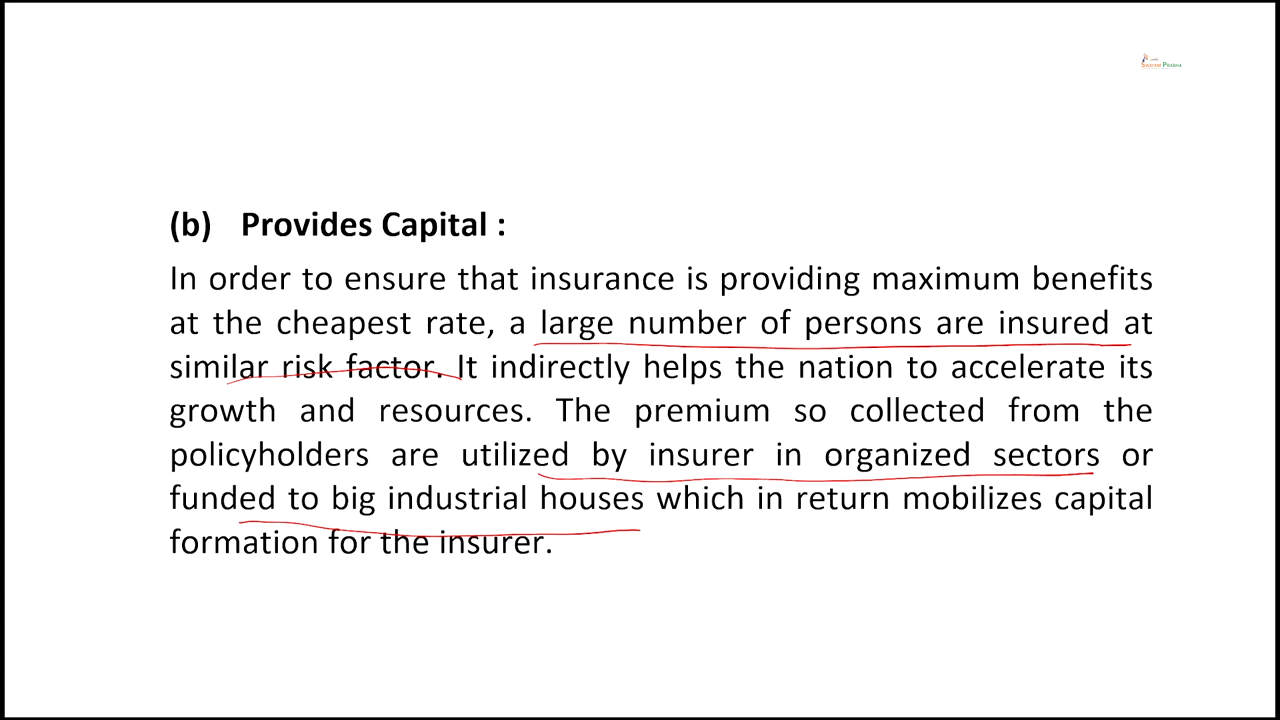 SWAYAM PRABHA
(b) Provides Capital :
In order to ensure that insurance is providing maximum benefits
at the cheapest rate, a large number of persons are insured at
similar risk factor. It indirectly helps the nation to accelerate its
growth and resources. The premium so collected from the
policyholders are utilized by insurer in organized sectors or
funded to big industrial houses which in return mobilizes capital
formation for the insurer.